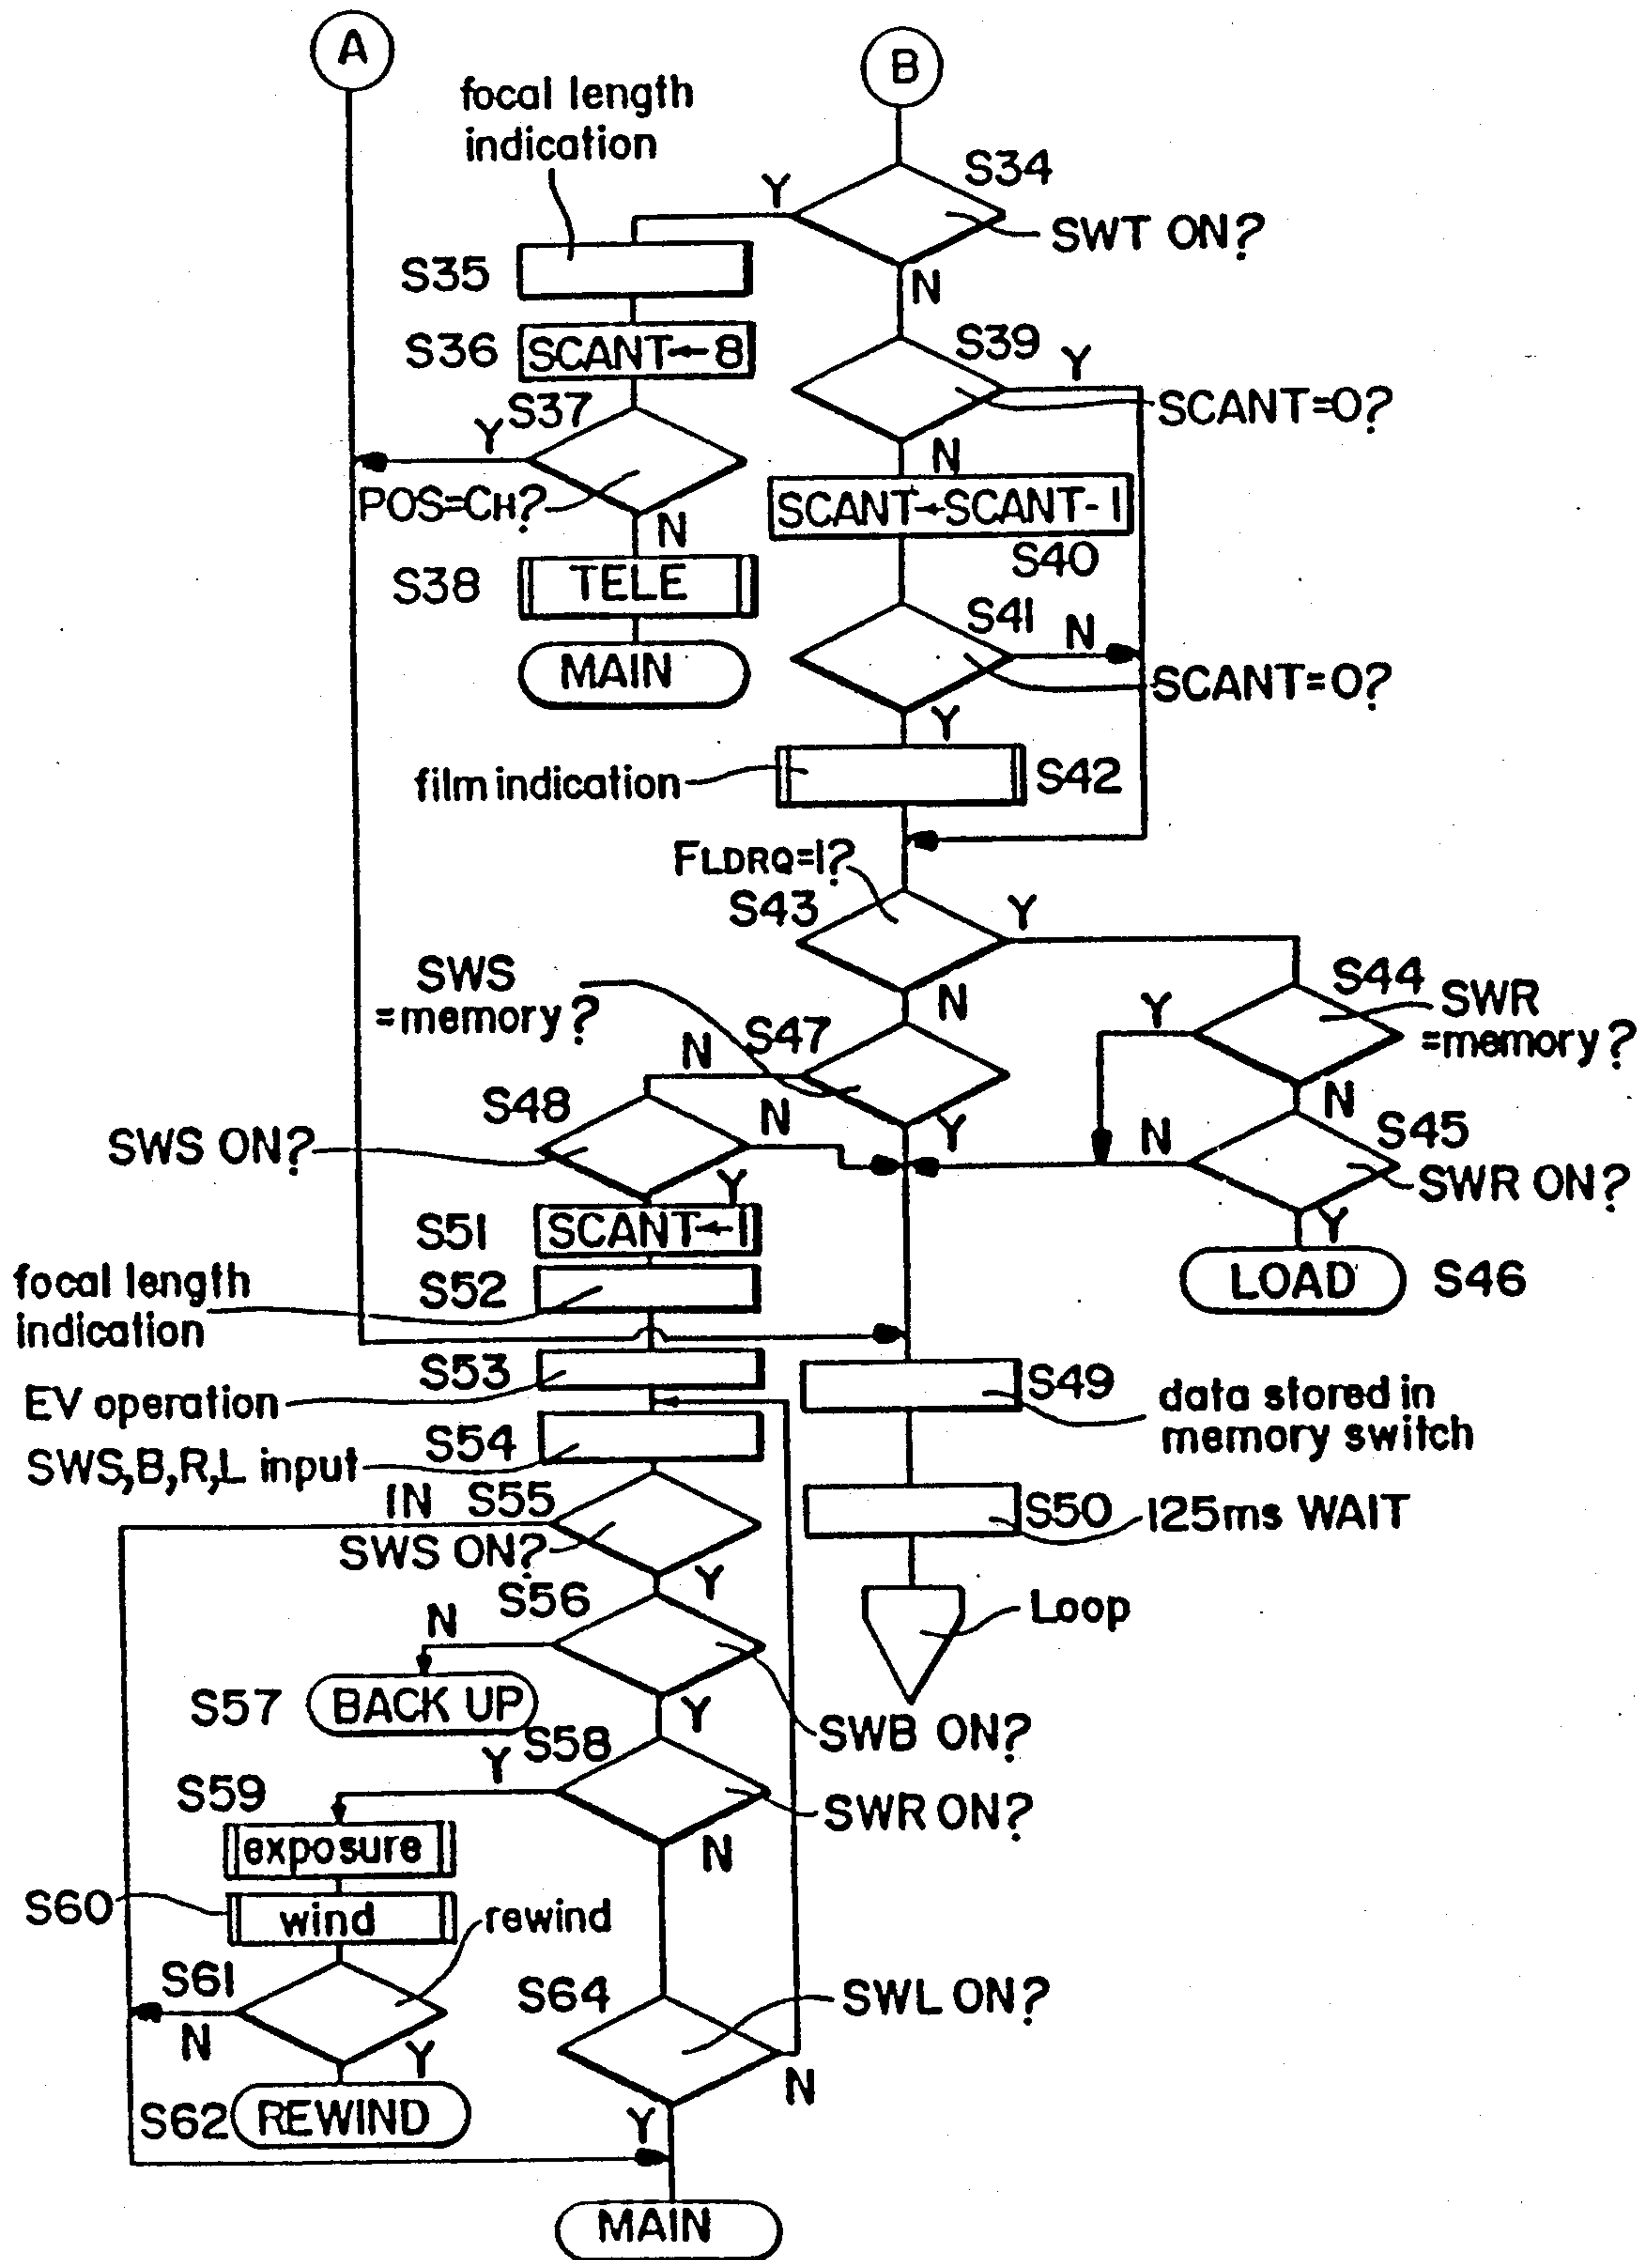 A
B
focal length
indication
S34
Y
SWT ON?
N
S35
S36
SCANT←8
S39
Y
SCANT=0?
S37
Y
POS=CH?
N
N
SCANT←SCANT-1
S40
S38
TELE
MAIN
S41
N
SCANT=0?
Y
film indication
S42
FLDRQ=1?
S43
Y
N
SWS
=memory?
S47
N
Y
S44
SWR
=memory?
Y
N
S48
SWS ON?
N
Y
S45
N
SWR ON?
Y
LOAD
S46
S51
SCANT←1
focal length
indication
S52
S53
EV operation
S49
data stored in
memory switch
S54
SWS,B,R,L input
IN
S55
SWS ON?
Y
S50
125ms WAIT
Loop
S56
N
Y
S57
BACK UP
SWB ON?
S58
Y
SWR ON?
N
S59
exposure
S60
wind
rewind
S61
N
Y
S62
REWIND
S64
SWL ON?
N
Y
MAIN